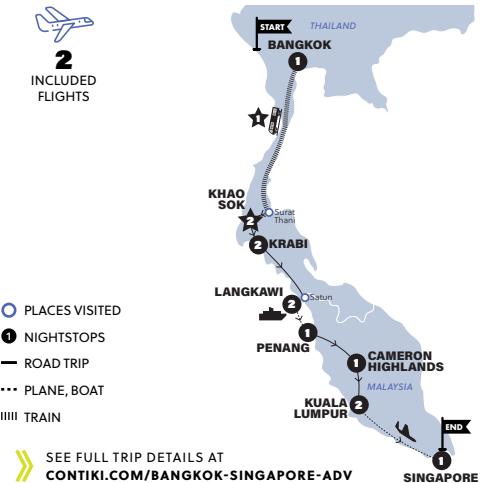 2
INCLUDED
FLIGHTS
START
THAILAND
BANGKOK
1
1
KHAO
SOK
Surat
Thani
2
2
KRABI
LANGKAWI
2
Satun
PENANG
1
CAMERON
HIGHLANDS
1
MALAYSIA
KUALA
LUMPUR
2
END
1
SINGAPORE
PLACES VISITED
1 NIGHTSTOPS
ROAD TRIP
PLANE, BOAT
TRAIN
SEE FULL TRIP DETAILS AT
CONTIKI.COM/BANGKOK-SINGAPORE-ADV